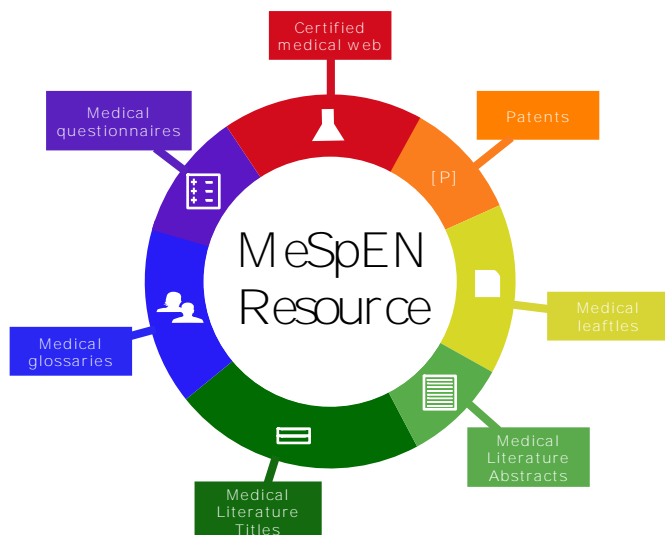 Certified
medical web
Medical
questionnaires
Patents
[P]
MeSpEN
Resource
Medical
leaftles
Medical
glossaries
Medical
Literature
Abstracts
Medical
Literature
Titles